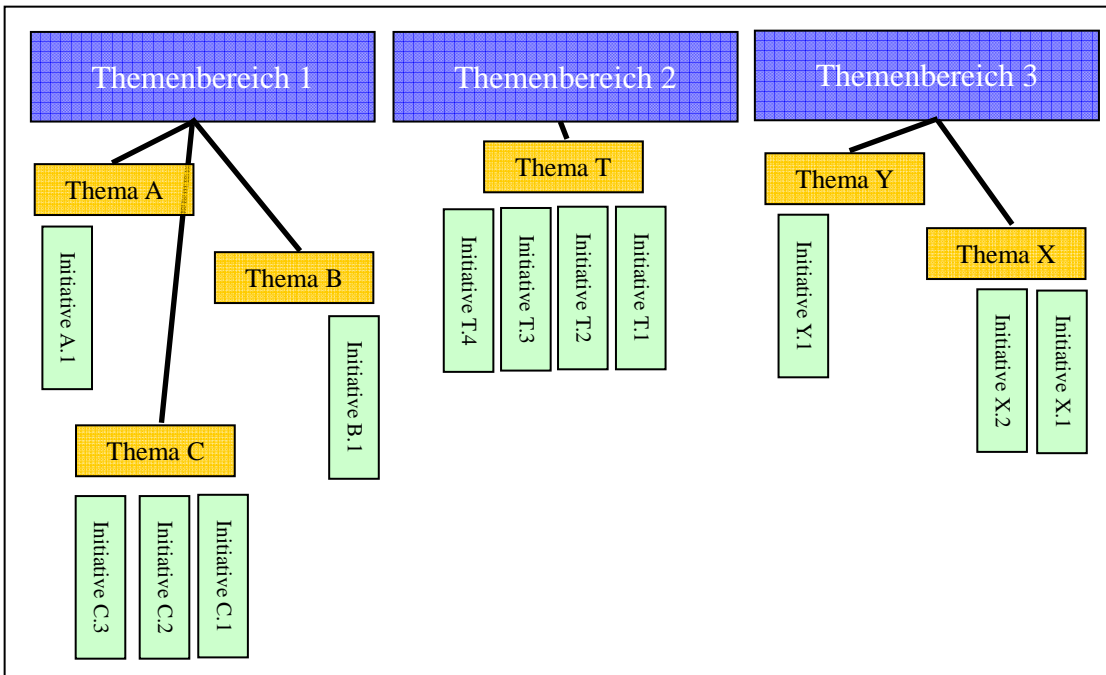 Themenbereich 1
Themenbereich 2
Themenbereich 3
Thema A
Thema B
Thema C
Thema T
Thema Y
Thema X
Initiative A.1
Initiative B.1
Initiative C.3
Initiative C.2
Initiative C.1
Initiative T.4
Initiative T.3
Initiative T.2
Initiative T.1
Initiative Y.1
Initiative X.2
Initiative X.1